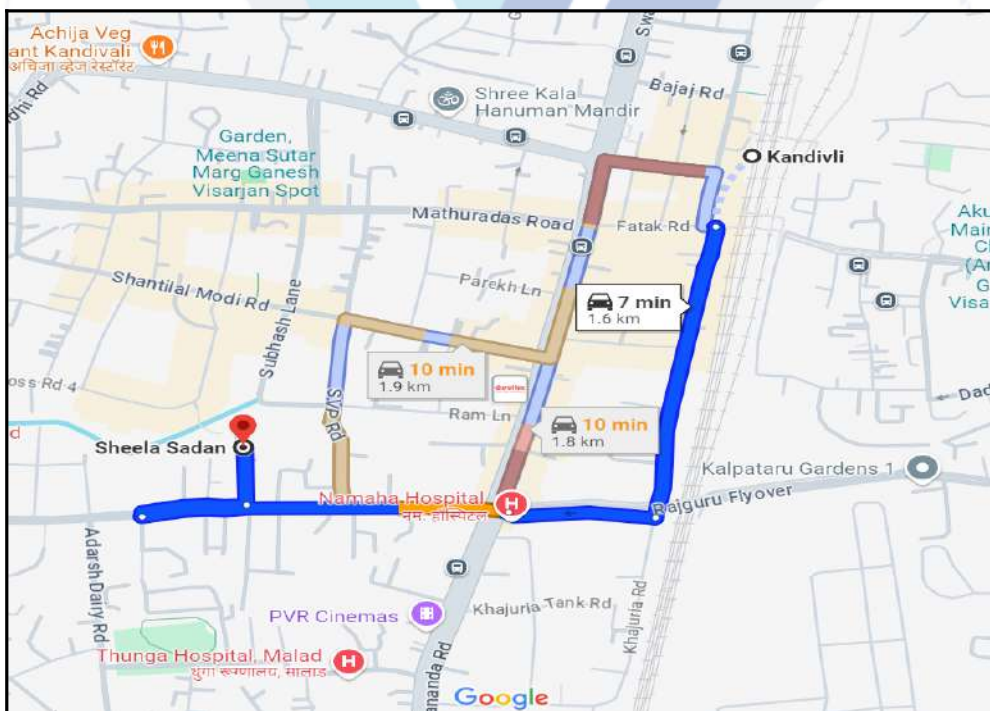 Achija Veg
ant Kandivali
अचिजा व्हेज रेस्टॉरंट
dhi Rd
Shree Kala
Hanuman Mandir
Swa
Bajaj Rd
Kandivli
Garden,
Meena Sutar
Marg Ganesh
Visarjan Spot
Mathuradas Road
Fatak Rd
Aku
Main
C
(Ar
G
Visa
Shantilal Modi Rd
Parekh Ln
Subhash Lane
7 min
1.6 km
10 min
1.9 km
oss Rd 4
S.V.P. Rd
Ram Ln
10 min
1.8 km
Dad
d
Sheela Sadan
Kalpataru Gardens 1
Namaha Hospital
नमः हॉस्पिटल
H
Rajguru Flyover
Adarsh Dairy Rd
PVR Cinemas
Khajuria Tank Rd
Khajuria Rd
Thunga Hospital, Malad
थुंगा रूग्णालय, मालाड
H
ananda Rd
Google